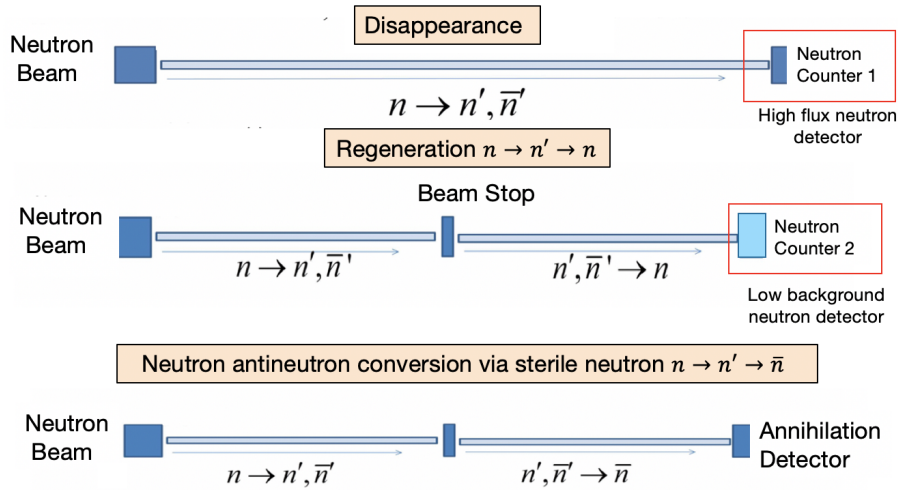 Disappearance
Neutron
Beam
Neutron
Counter 1
n → n′, n̅′
High flux neutron
detector
Regeneration n → n′ → n
Beam Stop
Neutron
Beam
Neutron
Counter 2
n → n′, n̅ '
n′, n̅ ' → n
Low background
neutron detector
Neutron antineutron conversion via sterile neutron n → n′ → n̅
Neutron
Beam
Annihilation
Detector
n → n′, n̅′
n′, n̅′ → n̅